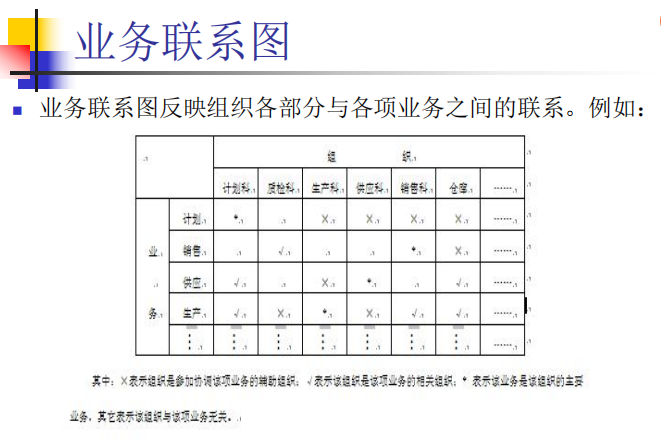 业务联系图
业务联系图反映组织各部分与各项业务之间的联系。例如：
组 织
计划科 质检科 生产科 供应科 销售科 仓库 ……
业务
计划 * × × × × ……
销售 √ * × ……
供应 √ × * √ ……
生产 √ × * × √ √ ……
⋮ ⋮ ⋮ ⋮ ⋮ ⋮ ⋮ ……
其中：×表示组织是参加协调该项业务的辅助组织；√表示该组织是该项业务的相关组织；* 表示该业务是该组织的主要
业务，其它表示该组织与该项业务无关。